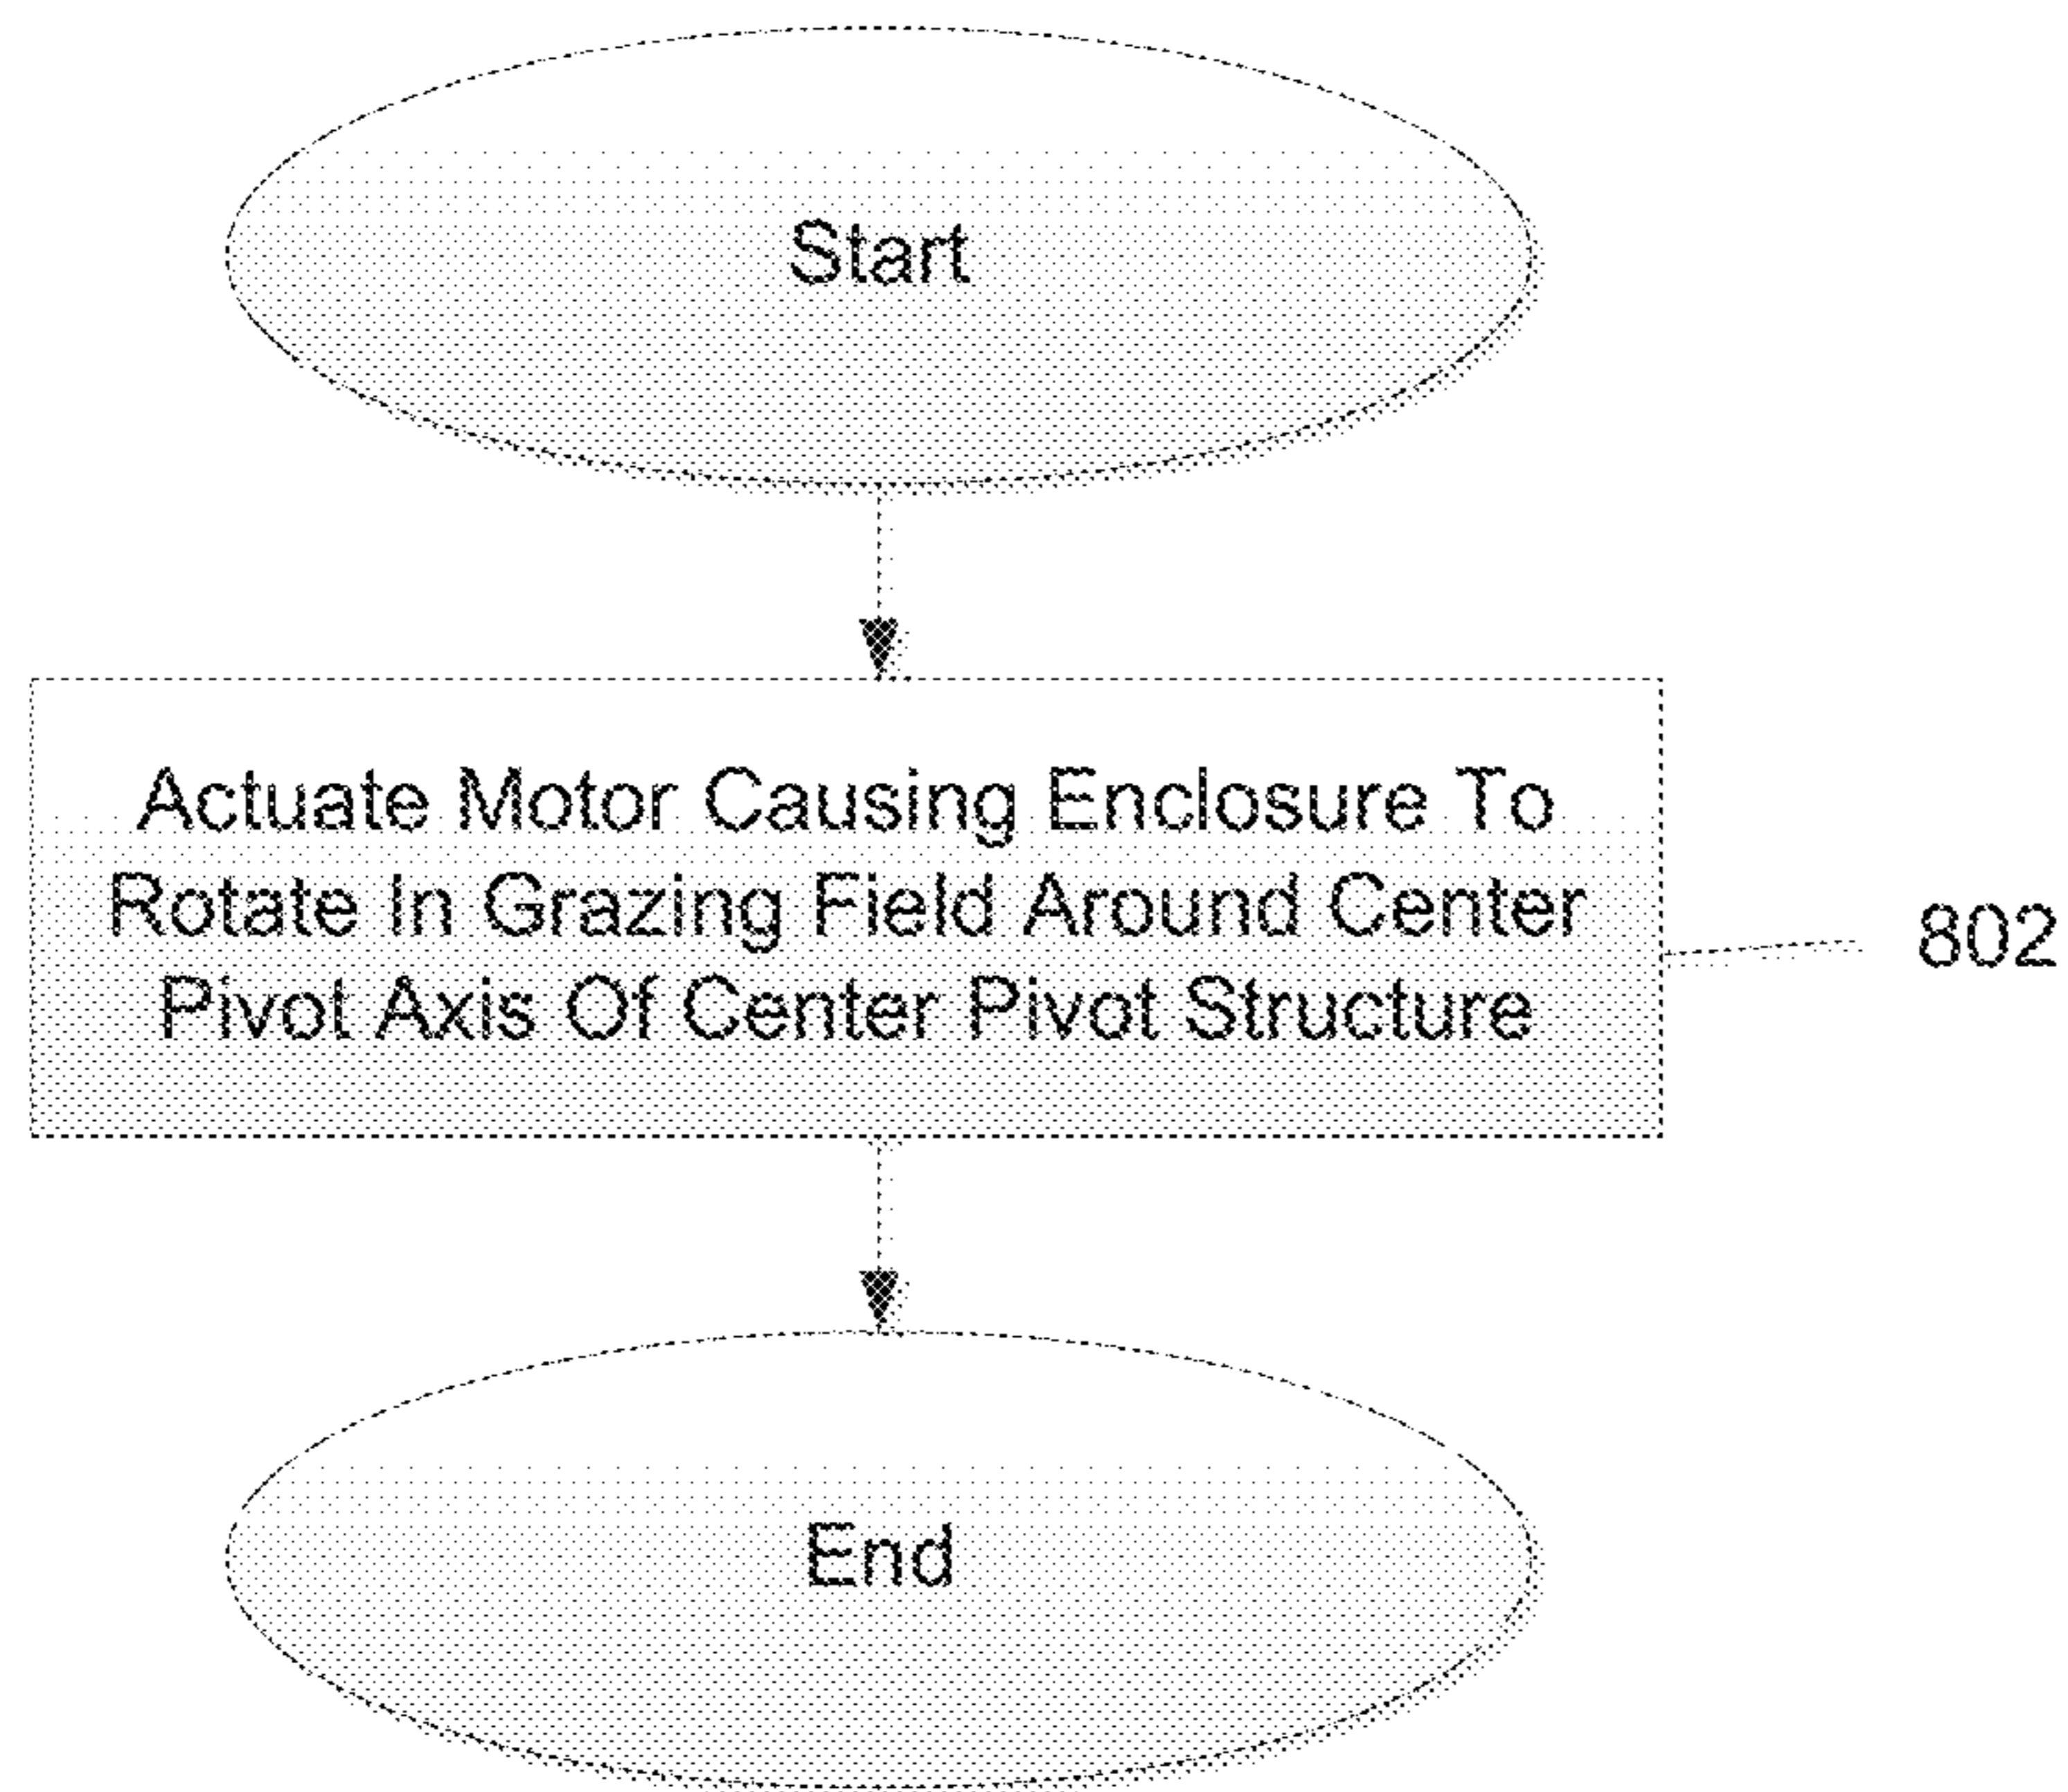 Start
Actuate Motor Causing Enclosure To
Rotate In Grazing Field Around Center
Pivot Axis Of Center Pivot Structure
802
End